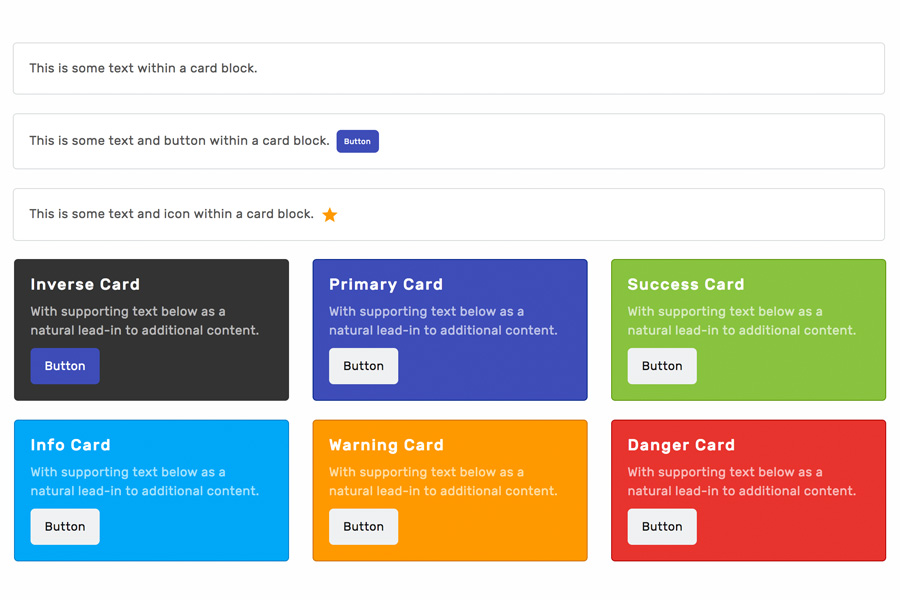 This is some text within a card block.
This is some text and button within a card block. Button
This is some text and icon within a card block.
Inverse Card
With supporting text below as a
natural lead-in to additional content.
Button
Primary Card
With supporting text below as a
natural lead-in to additional content.
Button
Success Card
With supporting text below as a
natural lead-in to additional content.
Button
Info Card
With supporting text below as a
natural lead-in to additional content.
Button
Warning Card
With supporting text below as a
natural lead-in to additional content.
Button
Danger Card
With supporting text below as a
natural lead-in to additional content.
Button